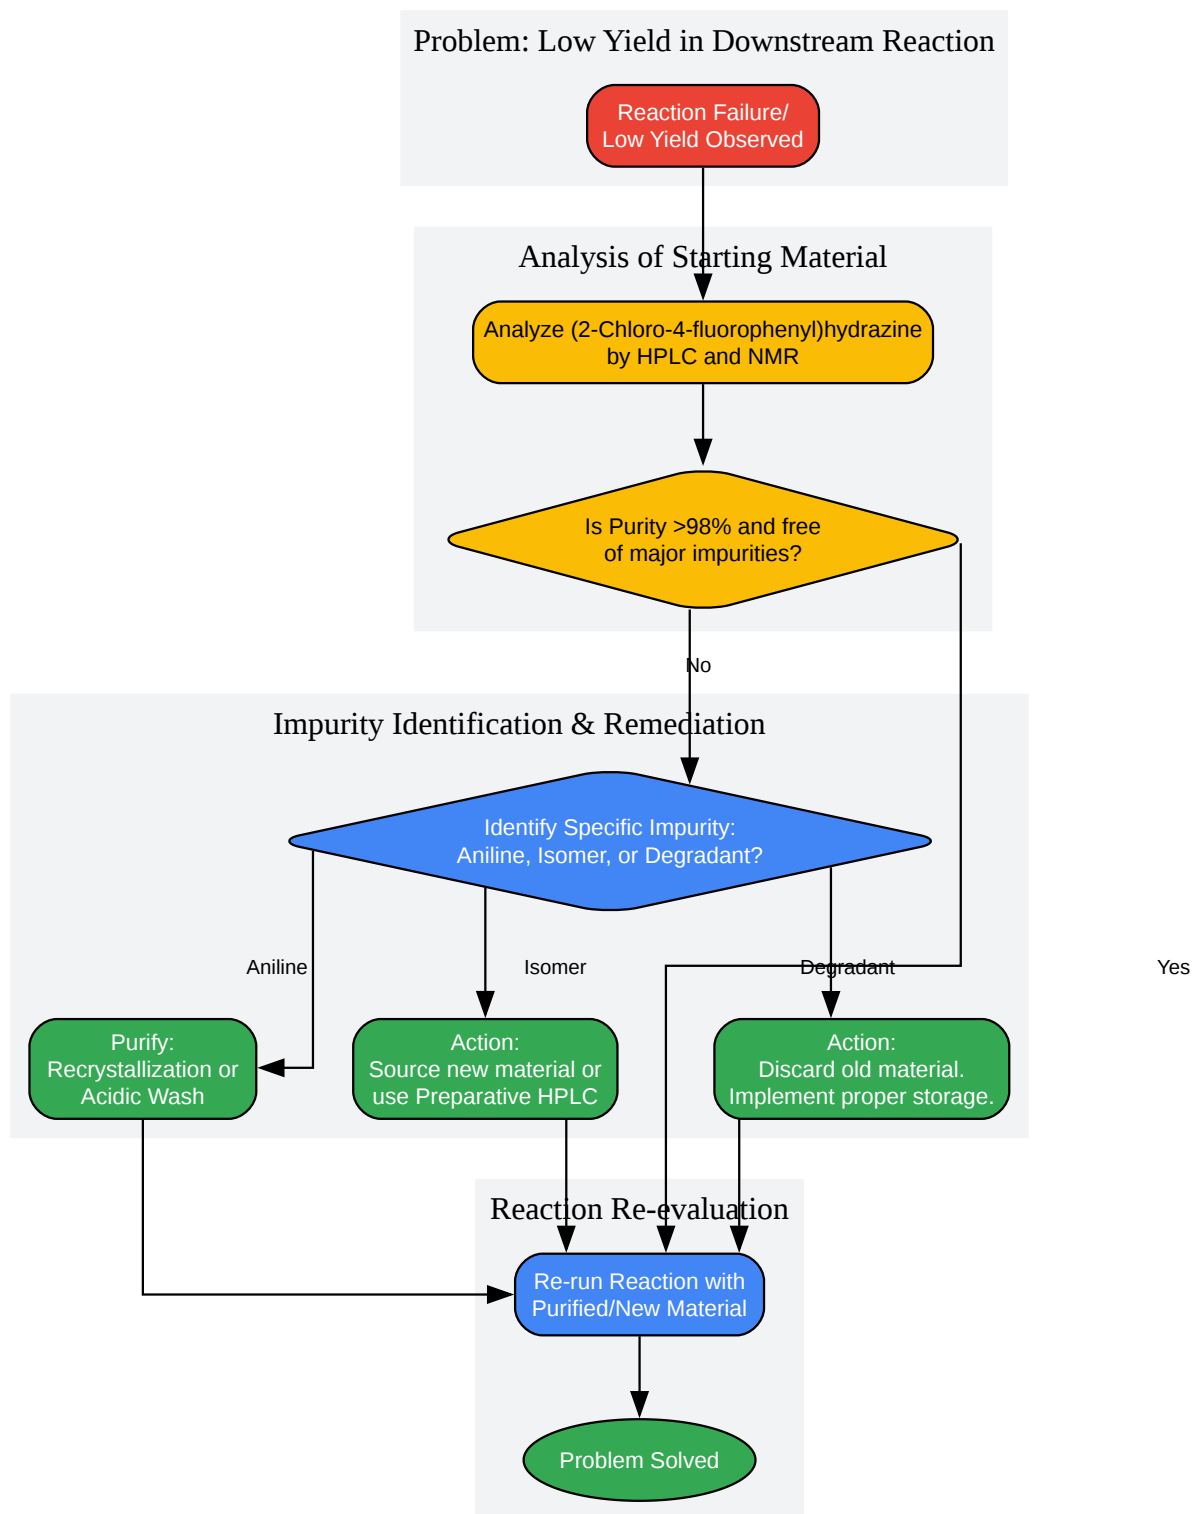 Problem: Low Yield in Downstream Reaction
Reaction Failure/
Low Yield Observed
Analysis of Starting Material
Analyze (2-Chloro-4-fluorophenyl)hydrazine
by HPLC and NMR
Is Purity >98% and free
of major impurities?
No
Impurity Identification & Remediation
Identify Specific Impurity:
Aniline, Isomer, or Degradant?
Aniline
Isomer
Degradant
Yes
Purify:
Recrystallization or
Acidic Wash
Action:
Source new material or
use Preparative HPLC
Action:
Discard old material.
Implement proper storage.
Reaction Re-evaluation
Re-run Reaction with
Purified/New Material
Problem Solved